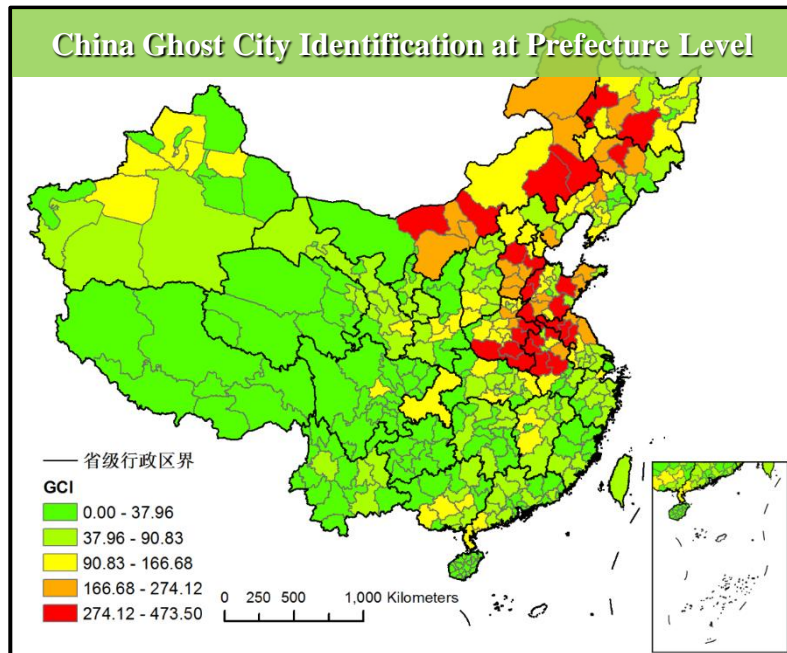 China Ghost City Identification at Prefecture Level
省级行政区界
GCI
0.00 - 37.96
37.96 - 90.83
90.83 - 166.68
166.68 - 274.12
274.12 - 473.50
0 250 500 1,000 Kilometers